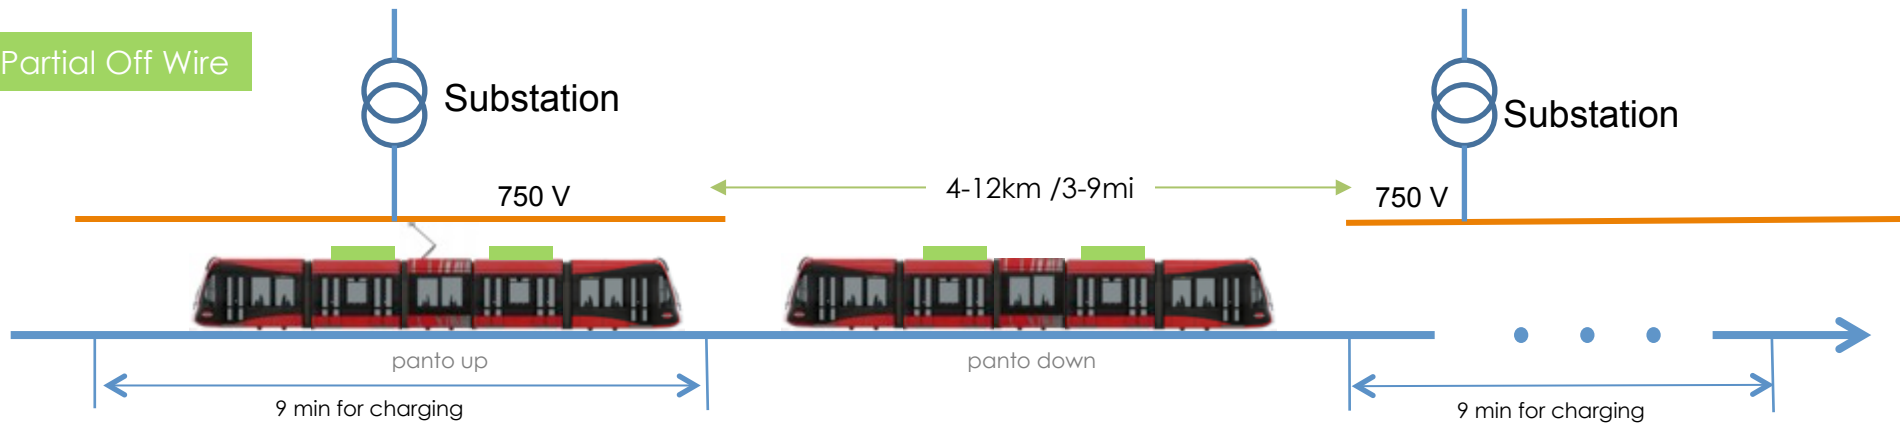 Partial Off Wire
Substation
Substation
750 V
4-12km /3-9mi
750 V
panto up
panto down
9 min for charging
9 min for charging